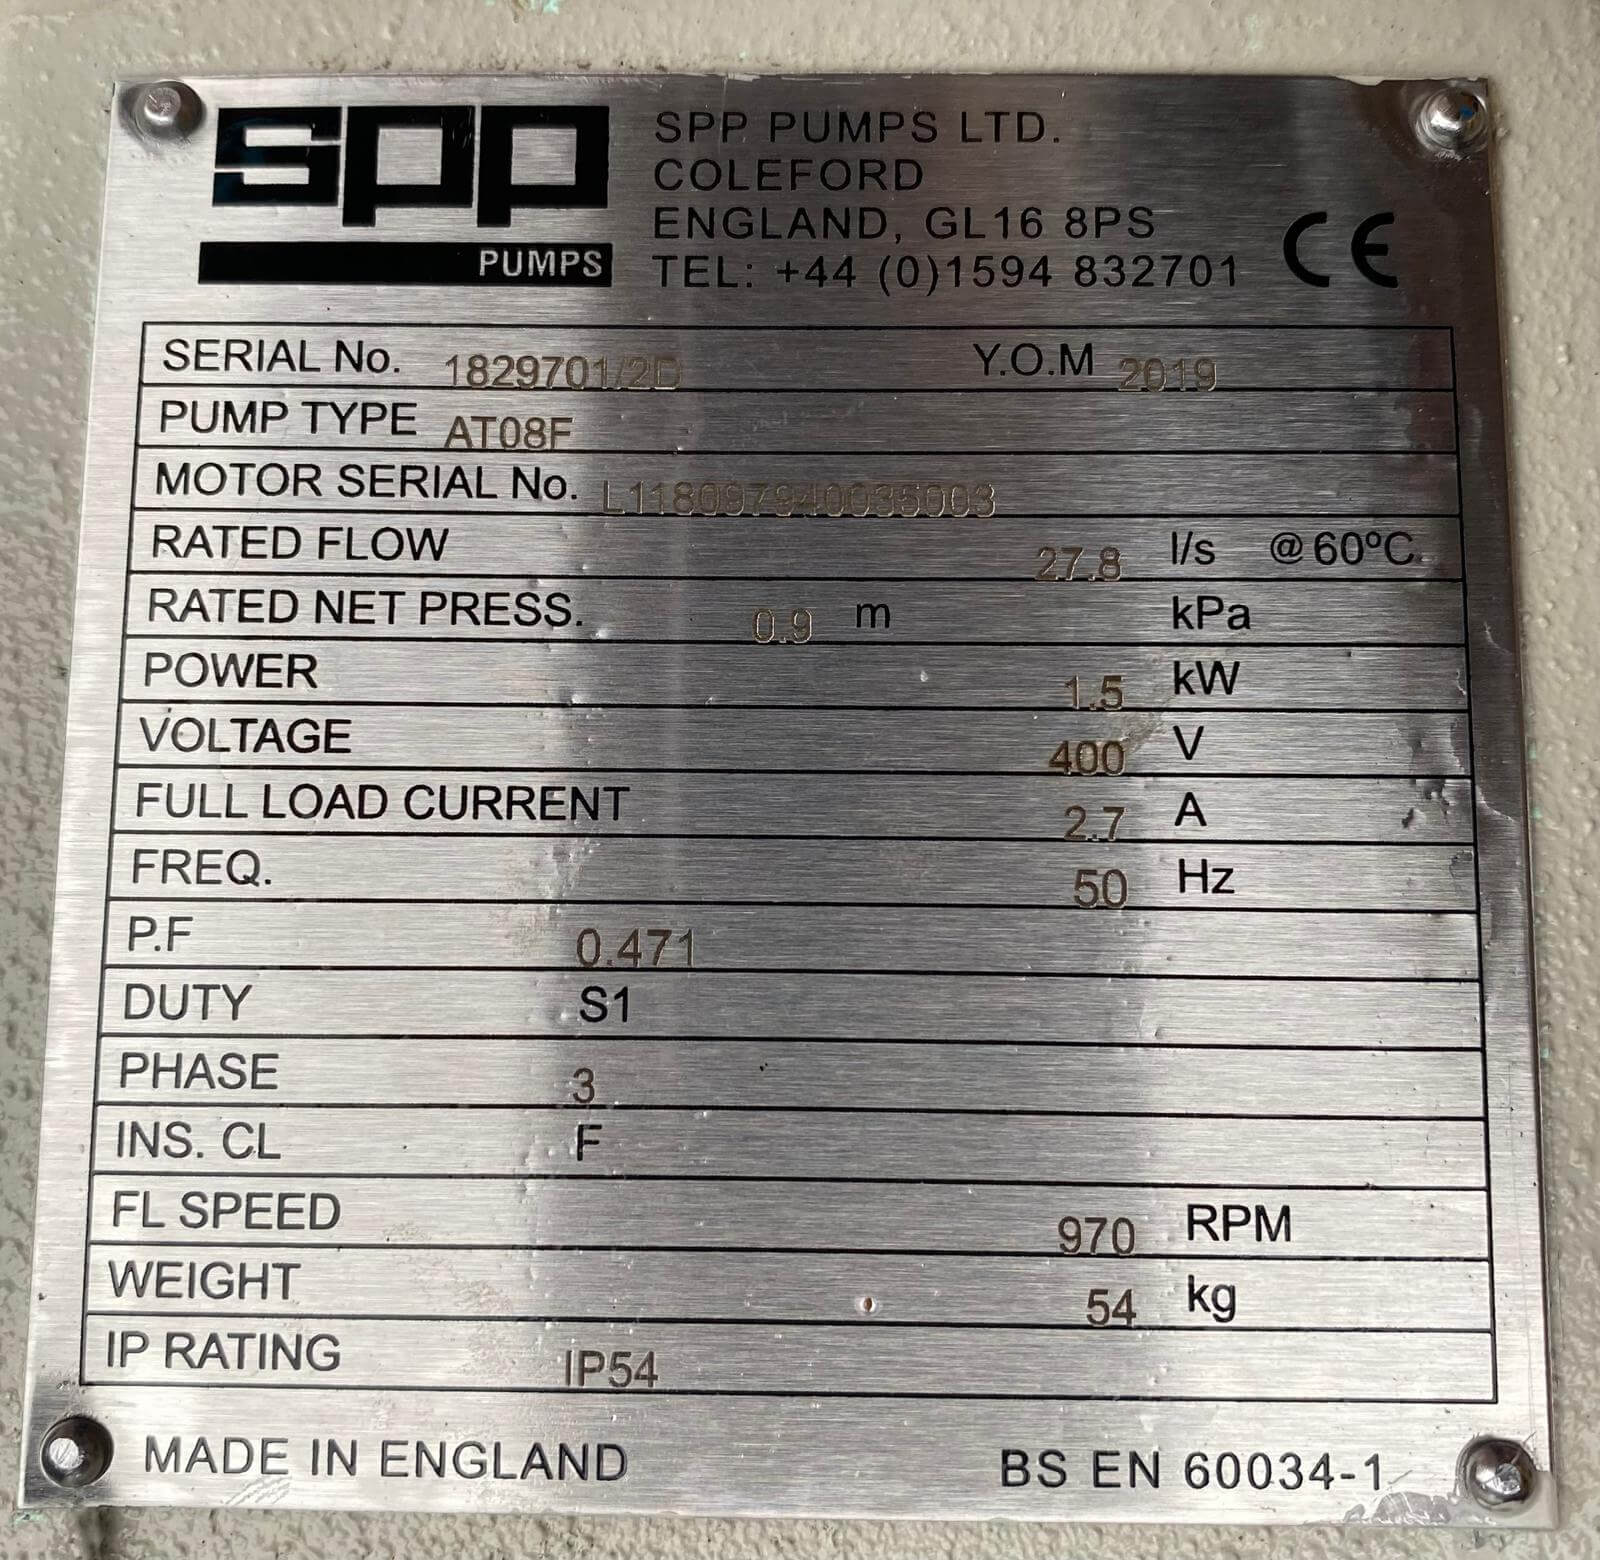 spp
PUMPS
SPP PUMPS LTD.
COLEFORD
ENGLAND, GL16 8PS
TEL: +44 (0)1594 832701
CE
SERIAL No. 1829701/2D Y.O.M 2019
PUMP TYPE AT08F
MOTOR SERIAL No. L118097940035003
RATED FLOW 27.8 l/s @ 60ºC.
RATED NET PRESS. 0.9 m kPa
POWER 1.5 kW
VOLTAGE 400 V
FULL LOAD CURRENT 2.7 A
FREQ. 50 Hz
P.F 0.471
DUTY S1
PHASE 3
INS. CL F
FL SPEED 970 RPM
WEIGHT 54 kg
IP RATING IP54
MADE IN ENGLAND BS EN 60034-1